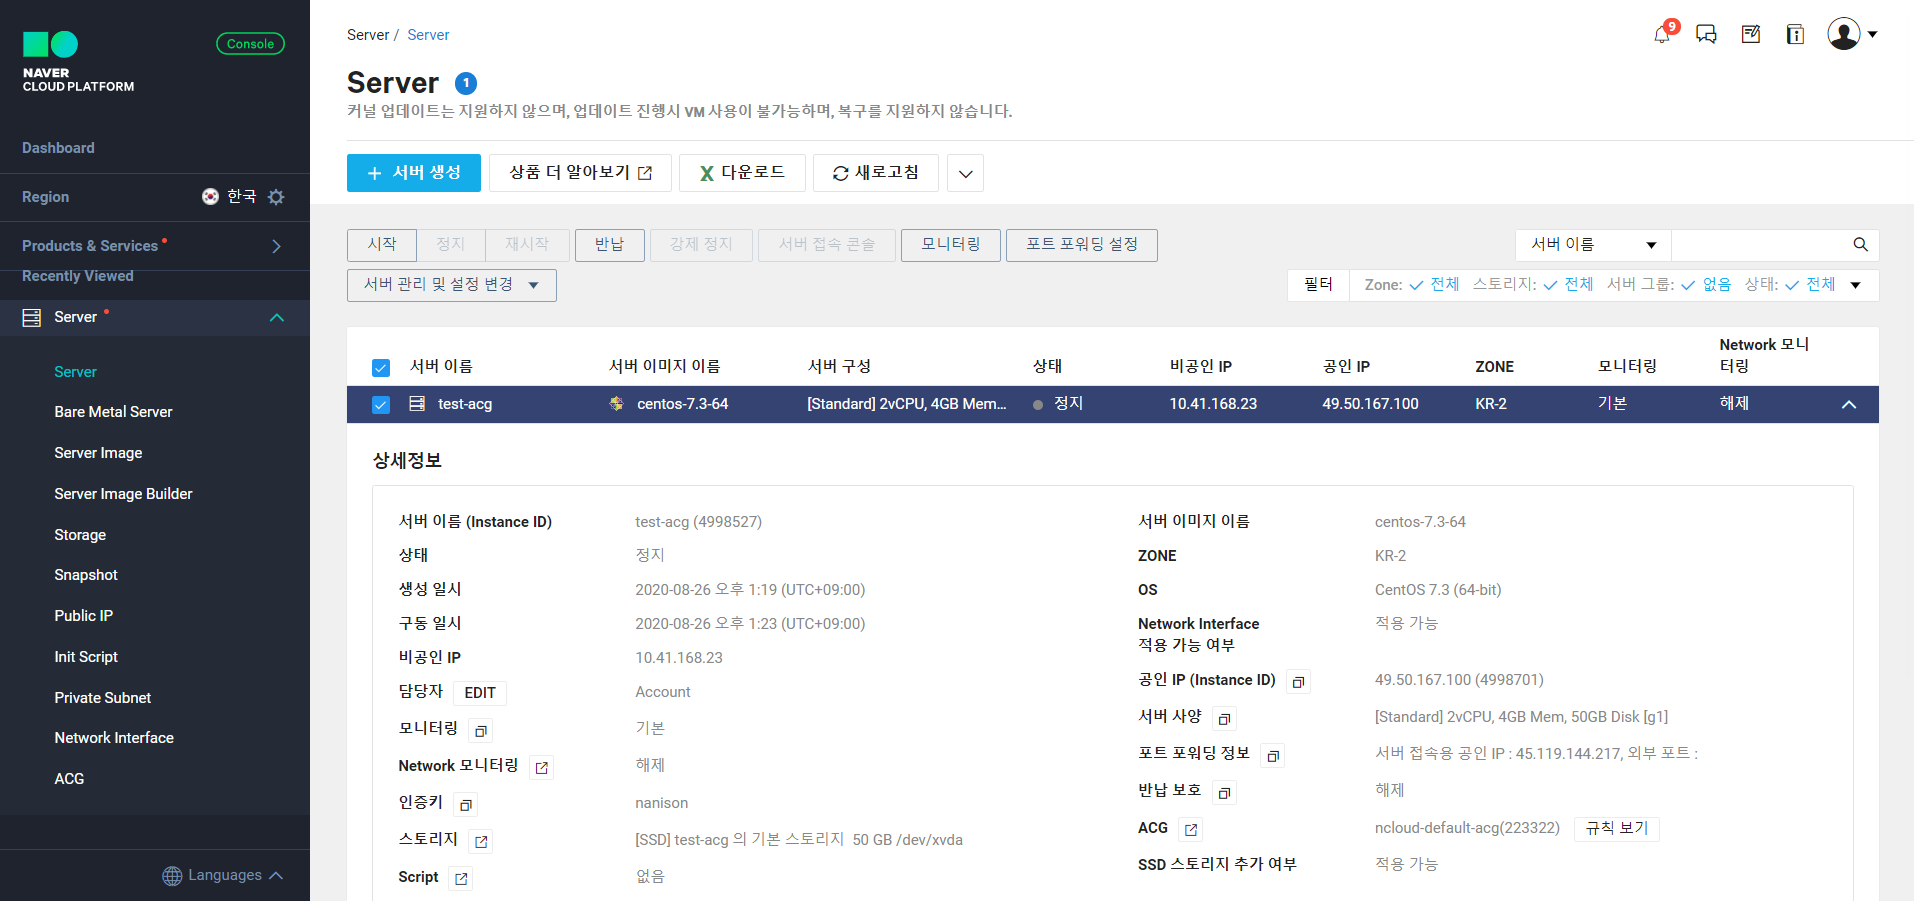 NAVER
CLOUD PLATFORM
Console
Dashboard
Region 한국
Products & Services
Recently Viewed
Server
Server
Bare Metal Server
Server Image
Server Image Builder
Storage
Snapshot
Public IP
Init Script
Private Subnet
Network Interface
ACG
Languages
Server / Server
9
Server 1
커널 업데이트는 지원하지 않으며, 업데이트 진행시 VM 사용이 불가능하며, 복구를 지원하지 않습니다.
+ 서버 생성 상품 더 알아보기 다운로드 새로고침
시작 정지 재시작 반납 강제 정지 서버 접속 콘솔 모니터링 포트 포워딩 설정
서버 이름
서버 관리 및 설정 변경
필터 Zone: 전체 스토리지: 전체 서버 그룹: 없음 상태: 전체
서버 이름 서버 이미지 이름 서버 구성 상태 비공인 IP 공인 IP ZONE 모니터링 Network 모니
터링
test-acg centos-7.3-64 [Standard] 2vCPU, 4GB Mem... 정지 10.41.168.23 49.50.167.100 KR-2 기본 해제
상세정보
서버 이름 (Instance ID) test-acg (4998527)
상태 정지
생성 일시 2020-08-26 오후 1:19 (UTC+09:00)
구동 일시 2020-08-26 오후 1:23 (UTC+09:00)
비공인 IP 10.41.168.23
담당자 EDIT Account
모니터링 기본
Network 모니터링 해제
인증키 nanison
스토리지 [SSD] test-acg 의 기본 스토리지 50 GB /dev/xvda
Script 없음
서버 이미지 이름 centos-7.3-64
ZONE KR-2
OS CentOS 7.3 (64-bit)
Network Interface 적용 가능
적용 가능 여부
공인 IP (Instance ID) 49.50.167.100 (4998701)
서버 사양 [Standard] 2vCPU, 4GB Mem, 50GB Disk [g1]
포트 포워딩 정보 서버 접속용 공인 IP : 45.119.144.217, 외부 포트 :
반납 보호 해제
ACG ncloud-default-acg(223322) 규칙 보기
SSD 스토리지 추가 여부 적용 가능